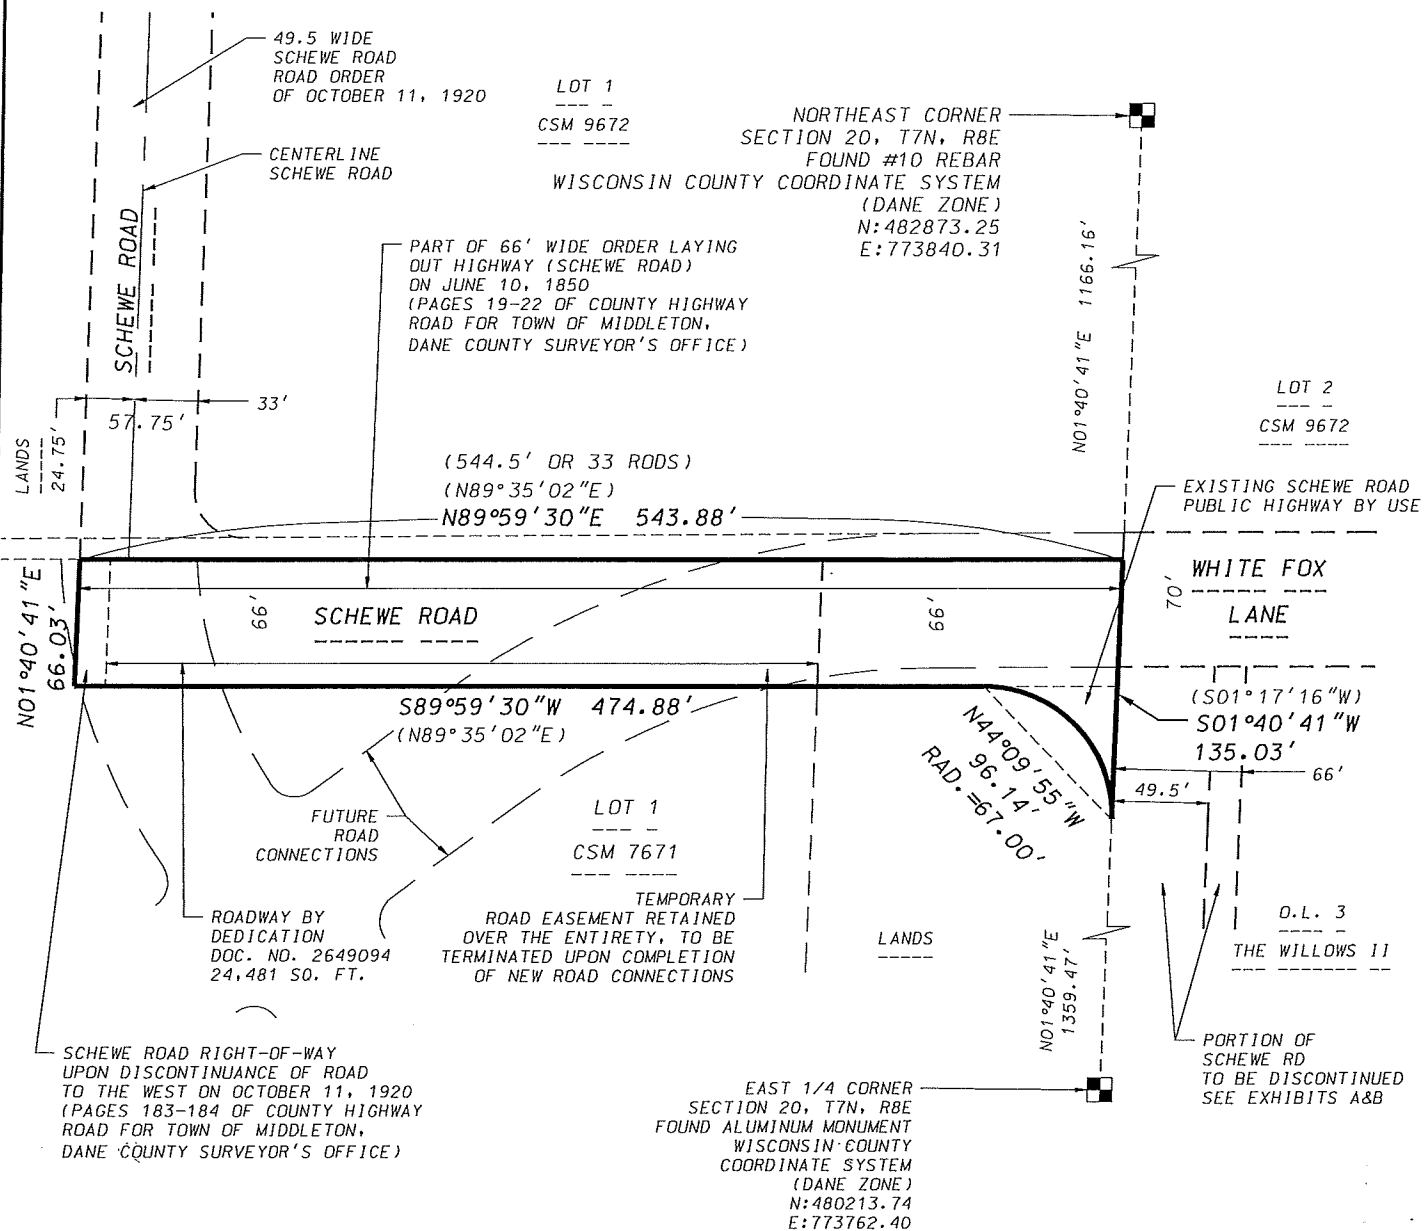 49.5 WIDE
SCHEWE ROAD
ROAD ORDER
OF OCTOBER 11, 1920
LOT 1
CSM 9672
NORTHEAST CORNER
SECTION 20, T7N, R8E
FOUND #10 REBAR
WISCONSIN COUNTY COORDINATE SYSTEM
(DANE ZONE)
N:482873.25
E:773840.31
CENTERLINE
SCHEWE ROAD
SCHEWE ROAD
PART OF 66' WIDE ORDER LAYING
OUT HIGHWAY (SCHEWE ROAD)
ON JUNE 10, 1850
(PAGES 19-22 OF COUNTY HIGHWAY
ROAD FOR TOWN OF MIDDLETON,
DANE COUNTY SURVEYOR'S OFFICE)
N01°40'41"E 1166.16'
LOT 2
CSM 9672
33'
57.75'
LANDS
24.75'
(544.5' OR 33 RODS)
(N89°35'02"E)
N89°59'30"E 543.88'
EXISTING SCHEWE ROAD
PUBLIC HIGHWAY BY USE
N01°40'41"E
66.03'
66'
SCHEWE ROAD
66'
70'
WHITE FOX
LANE
S89°59'30"W 474.88'
(N89°35'02"E)
(S01°17'16"W)
S01°40'41"W
135.03'
N44°09'55"W
96.14'
RAD.=67.00'
66'
49.5'
FUTURE
ROAD
CONNECTIONS
LOT 1
CSM 7671
ROADWAY BY
DEDICATION
DOC. NO. 2649094
24,481 SQ. FT.
TEMPORARY
ROAD EASEMENT RETAINED
OVER THE ENTIRETY, TO BE
TERMINATED UPON COMPLETION
OF NEW ROAD CONNECTIONS
LANDS
O.L. 3
THE WILLOWS II
N01°40'41"E
1359.47'
SCHEWE ROAD RIGHT-OF-WAY
UPON DISCONTINUANCE OF ROAD
TO THE WEST ON OCTOBER 11, 1920
(PAGES 183-184 OF COUNTY HIGHWAY
ROAD FOR TOWN OF MIDDLETON,
DANE COUNTY SURVEYOR'S OFFICE)
PORTION OF
SCHEWE RD
TO BE DISCONTINUED
SEE EXHIBITS A&B
EAST 1/4 CORNER
SECTION 20, T7N, R8E
FOUND ALUMINUM MONUMENT
WISCONSIN COUNTY
COORDINATE SYSTEM
(DANE ZONE)
N:480213.74
E:773762.40